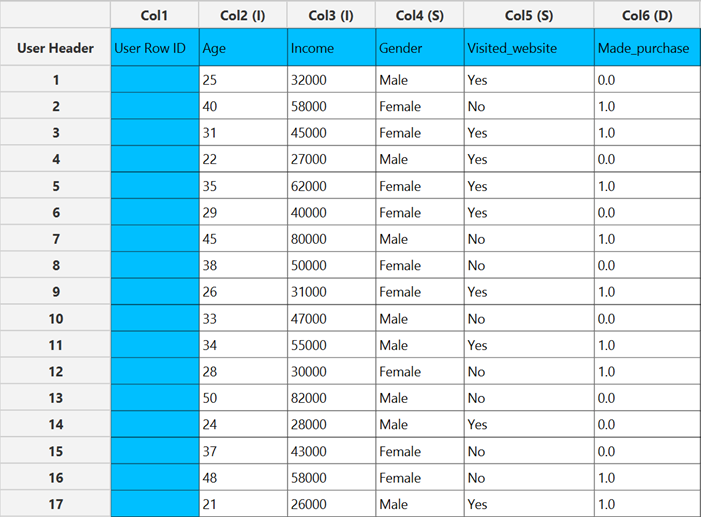 Col1 Col2 (I) Col3 (I) Col4 (S) Col5 (S) Col6 (D)
User Header User Row ID Age Income Gender Visited_website Made_purchase
1 25 32000 Male Yes 0.0
2 40 58000 Female No 1.0
3 31 45000 Female Yes 1.0
4 22 27000 Male Yes 0.0
5 35 62000 Female Yes 1.0
6 29 40000 Female Yes 0.0
7 45 80000 Male No 1.0
8 38 50000 Female No 0.0
9 26 31000 Female Yes 1.0
10 33 47000 Male No 0.0
11 34 55000 Male Yes 1.0
12 28 30000 Female No 1.0
13 50 82000 Male No 0.0
14 24 28000 Male Yes 0.0
15 37 43000 Female No 0.0
16 48 58000 Female No 1.0
17 21 26000 Male Yes 1.0